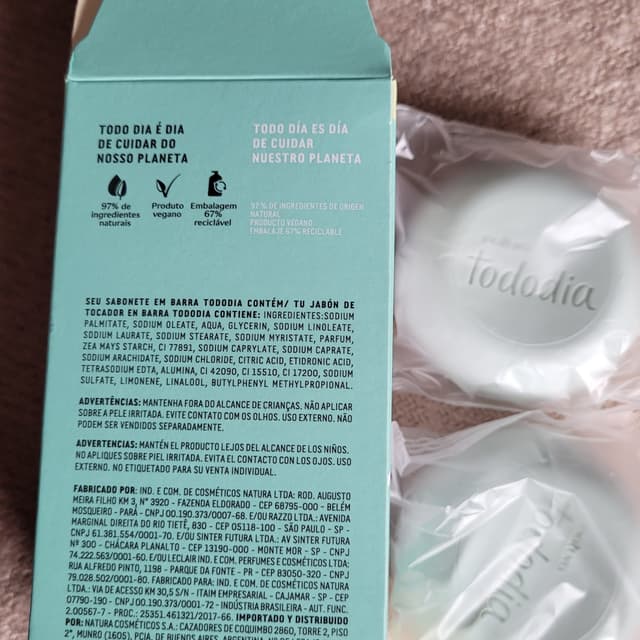 TODO DIA É DIA
DE CUIDAR DO
NOSSO PLANETA
TODO DÍA ES DÍA
DE CUIDAR
NUESTRO PLANETA
97% de
ingredientes
naturais
Produto
vegano
Embalagem
67%
reciclável
97% DE INGREDIENTES DE ORIGEN
NATURAL
PRODUCTO VEGANO
EMBALAJE 67% RECICLABLE
SEU SABONETE EM BARRA TODODIA CONTÉM/ TU JABÓN DE
TOCADOR EN BARRA TODODIA CONTIENE: INGREDIENTES:SODIUM
PALMITATE, SODIUM OLEATE, AQUA, GLYCERIN, SODIUM LINOLEATE,
SODIUM LAURATE, SODIUM STEARATE, SODIUM MYRISTATE, PARFUM,
ZEA MAYS STARCH, CI 77891, SODIUM CAPRYLATE, SODIUM CAPRATE,
SODIUM ARACHIDATE, SODIUM CHLORIDE, CITRIC ACID, ETIDRONIC ACID,
TETRASODIUM EDTA, ALUMINA, CI 42090, CI 15510, CI 17200, SODIUM
SULFATE, LIMONENE, LINALOOL, BUTYLPHENYL METHYLPROPIONAL.
ADVERTÊNCIAS: MANTENHA FORA DO ALCANCE DE CRIANÇAS. NÃO APLICAR
SOBRE A PELE IRRITADA. EVITE CONTATO COM OS OLHOS. USO EXTERNO. NÃO
PODEM SER VENDIDOS SEPARADAMENTE.
ADVERTENCIAS: MANTÉN EL PRODUCTO LEJOS DEL ALCANCE DE LOS NIÑOS.
NO APLIQUES SOBRE PIEL IRRITADA. EVITA EL CONTACTO CON LOS OJOS. USO
EXTERNO. NO ETIQUETADO PARA SU VENTA INDIVIDUAL.
FABRICADO POR: IND. E COM. DE COSMÉTICOS NATURA LTDA: ROD. AUGUSTO
MEIRA FILHO KM 3, N° 3920 - FAZENDA ELDORADO - CEP 68795-000 - BELÉM
MOSQUEIRO - PARÁ - CNPJ 00.190.373/0007-68. E/OU RAZZO LTDA.: AVENIDA
MARGINAL DIREITA DO RIO TIETÊ, 830 - CEP 05118-100 - SÃO PAULO - SP -
CNPJ 61.381.554/0001-70. E/OU SINTER FUTURA LTDA.: AV SINTER FUTURA
Nº 300 - CHÁCARA PLANALTO - CEP 13190-000 - MONTE MOR - SP - CNPJ
74.222.563/0001-60. E/OU LECLAIR IND. COM. PERFUMES E COSMÉTICOS LTDA:
RUA ALFEDO PINTO, 1198 - PARQUE DA FONTE - PR - CEP 83050-320 - CNPJ
79.028.502/0001-80. FABRICADO PARA: IND. E COM. DE COSMÉTICOS NATURA
LTDA.: VIA DE ACESSO KM 30,5 S/N - ITAIM EMPRESARIAL - CAJAMAR - SP - CEP
07790-190 - CNPJ 00.190.373/0001-72 - INDÚSTRIA BRASILEIRA - AUT. FUNC.
2.00567-7 - PROC.: 25351.461321/2017-66. IMPORTADO Y DISTRIBUIDO
POR: NATURA COSMÉTICOS S.A.: CAZADORES DE COQUIMBO 2860, TORRE 2, PISO
2°, MUNRO (1605), PCIA. DE BUENOS AIRES,
tododia
tododia